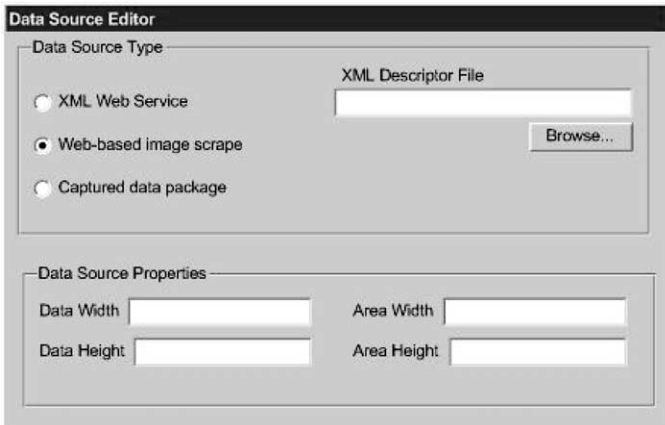 Data Source Editor
Data Source Type
XML Descriptor File
XML Web Service
Web-based image scrape
Browse...
Captured data package
Data Source Properties
Data Width
Area Width
Data Height
Area Height